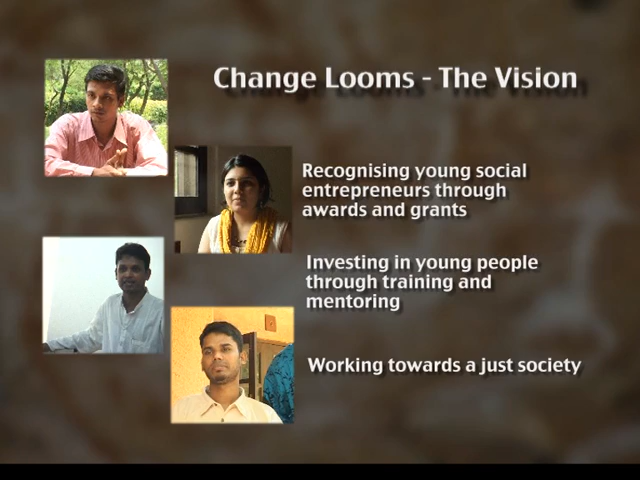 Change Looms - The Vision
Recognising young social
entrepreneurs through
awards and grants
Investing in young people
through training and
mentoring
Working towards a just society